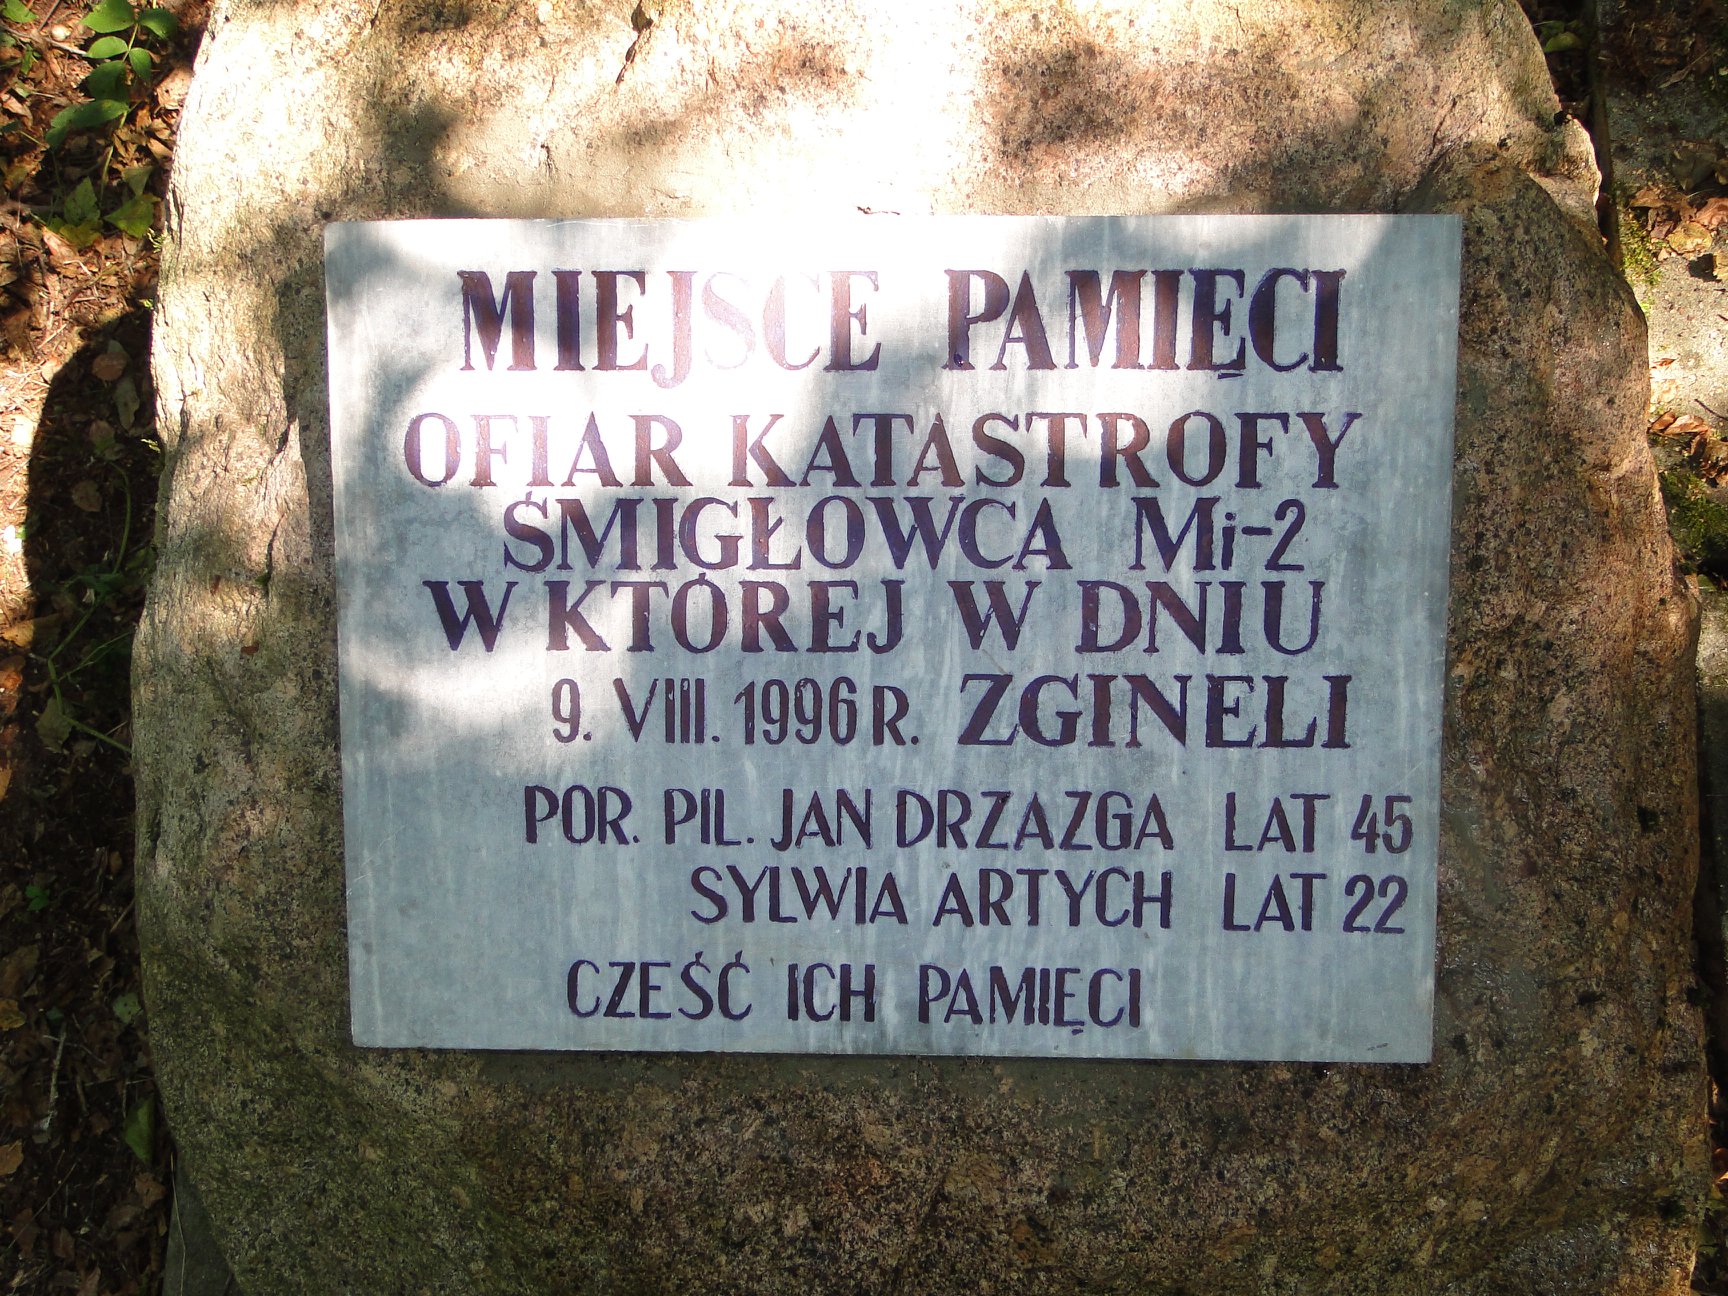 MIEJSCE PAMIĘCI
OFIAR KATASTROFY
ŚMIGŁOWCA Mi-2
W KTÓREJ W DNIU
9. VIII. 1996 R. ZGINELI
POR. PIL. JAN DRZAZGA LAT 45
SYLWIA ARTYCH LAT 22
CZEŚĆ ICH PAMIĘCI